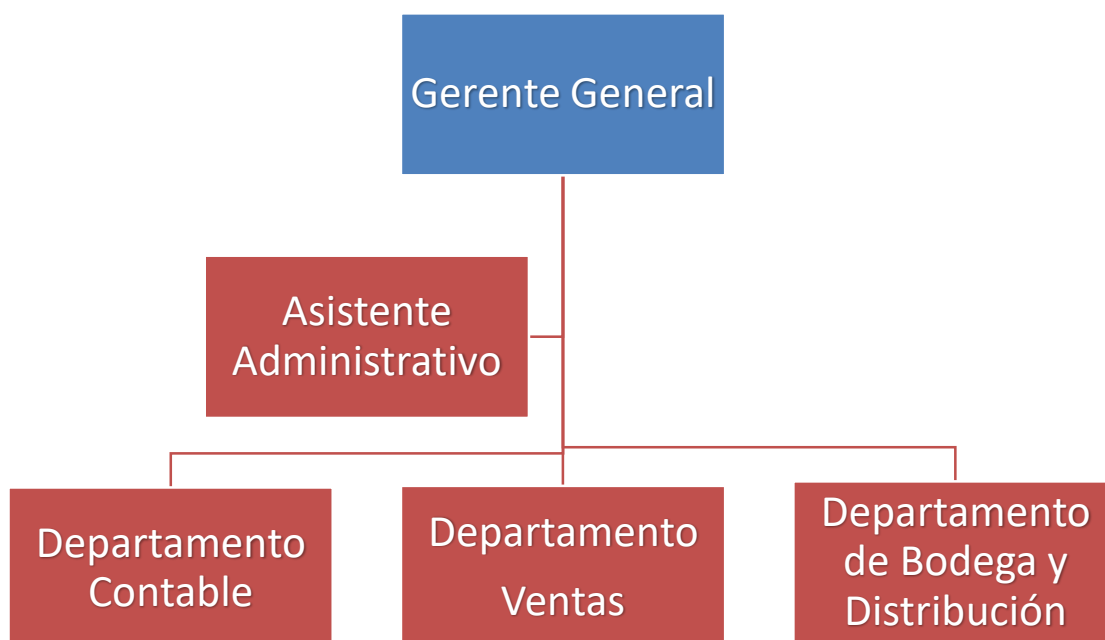 Gerente General
Asistente
Administrativo
Departamento
Contable
Departamento
Ventas
Departamento
de Bodega y
Distribución